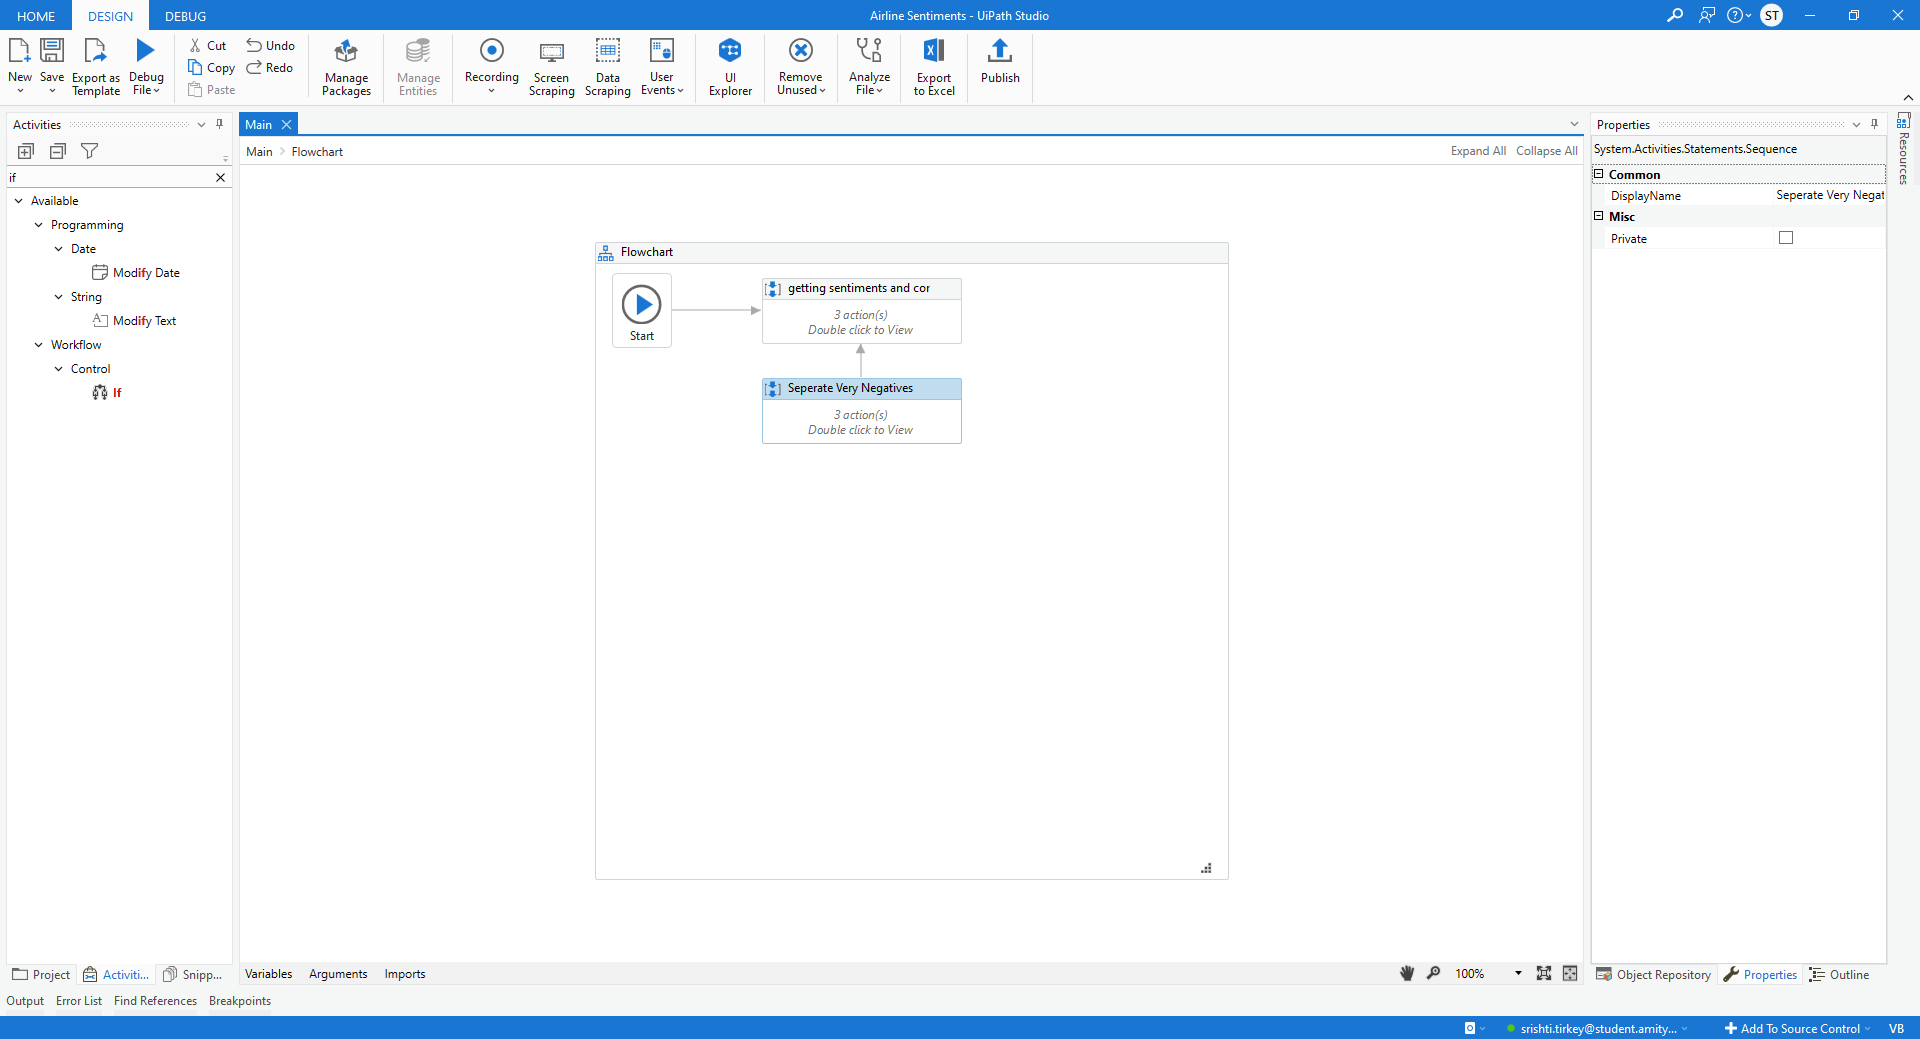 HOME DESIGN DEBUG Airline Sentiments - UiPath Studio ST
New Save Export as Template Debug File Cut Copy Paste Undo Redo Manage Packages Manage Entities Recording Screen Scraping Data Scraping User Events UI Explorer Remove Unused Analyze File Export to Excel Publish
Activities
if
Available
Programming
Date
Modify Date
String
Modify Text
Workflow
Control
If
Project Activiti... Snipp...
Main
Main > Flowchart Expand All Collapse All
Flowchart
Start
getting sentiments and cor
3 action(s)
Double click to View
Seperate Very Negatives
3 action(s)
Double click to View
Variables Arguments Imports 100%
Properties
System.Activities.Statements.Sequence
Common
DisplayName Seperate Very Negat
Misc
Private
Resources
Object Repository Properties Outline
Output Error List Find References Breakpoints
srishti.tirkey@student.amity... Add To Source Control VB